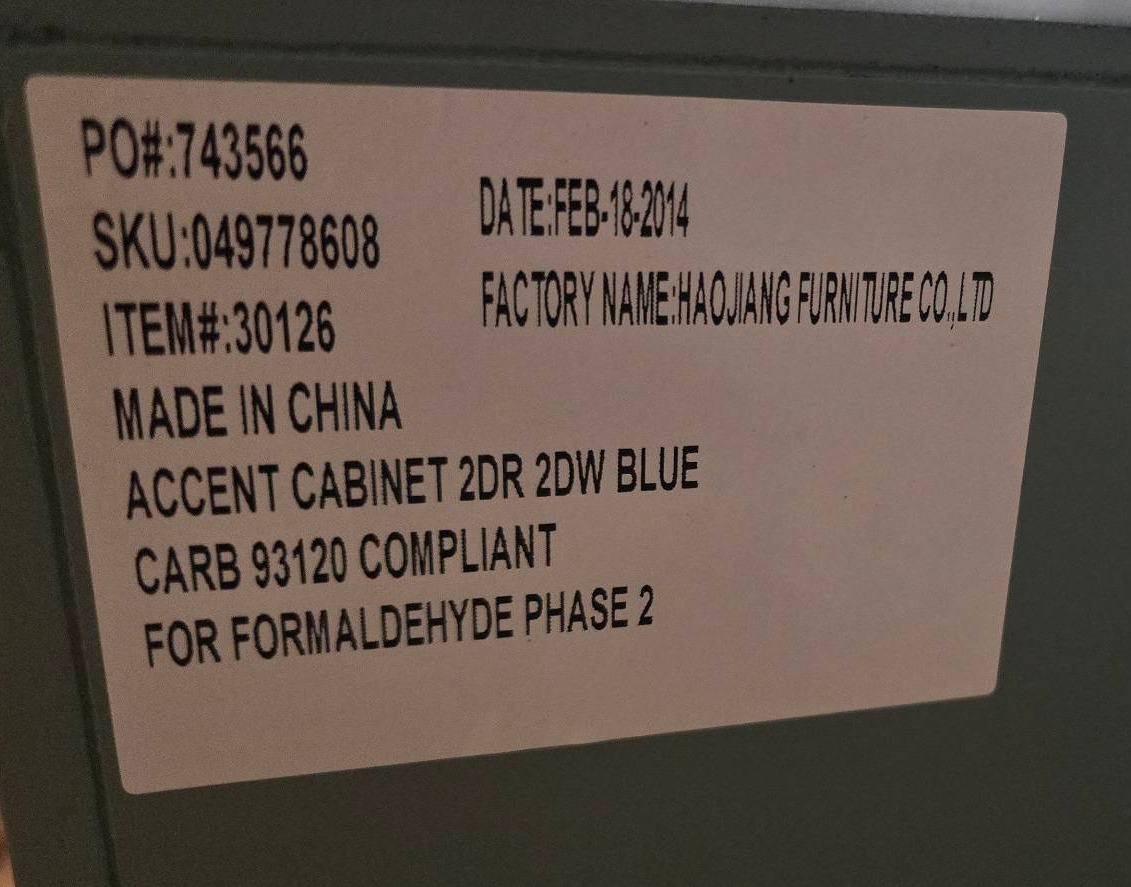 PO#:743566
SKU:049778608
ITEM#:30126
MADE IN CHINA
ACCENT CABINET 2DR 2DW BLUE
CARB 93120 COMPLIANT
FOR FORMALDEHYDE PHASE 2
DATE:FEB-18-2014
FACTORY NAME:HAOJIANG FURNITURE CO.,LTD